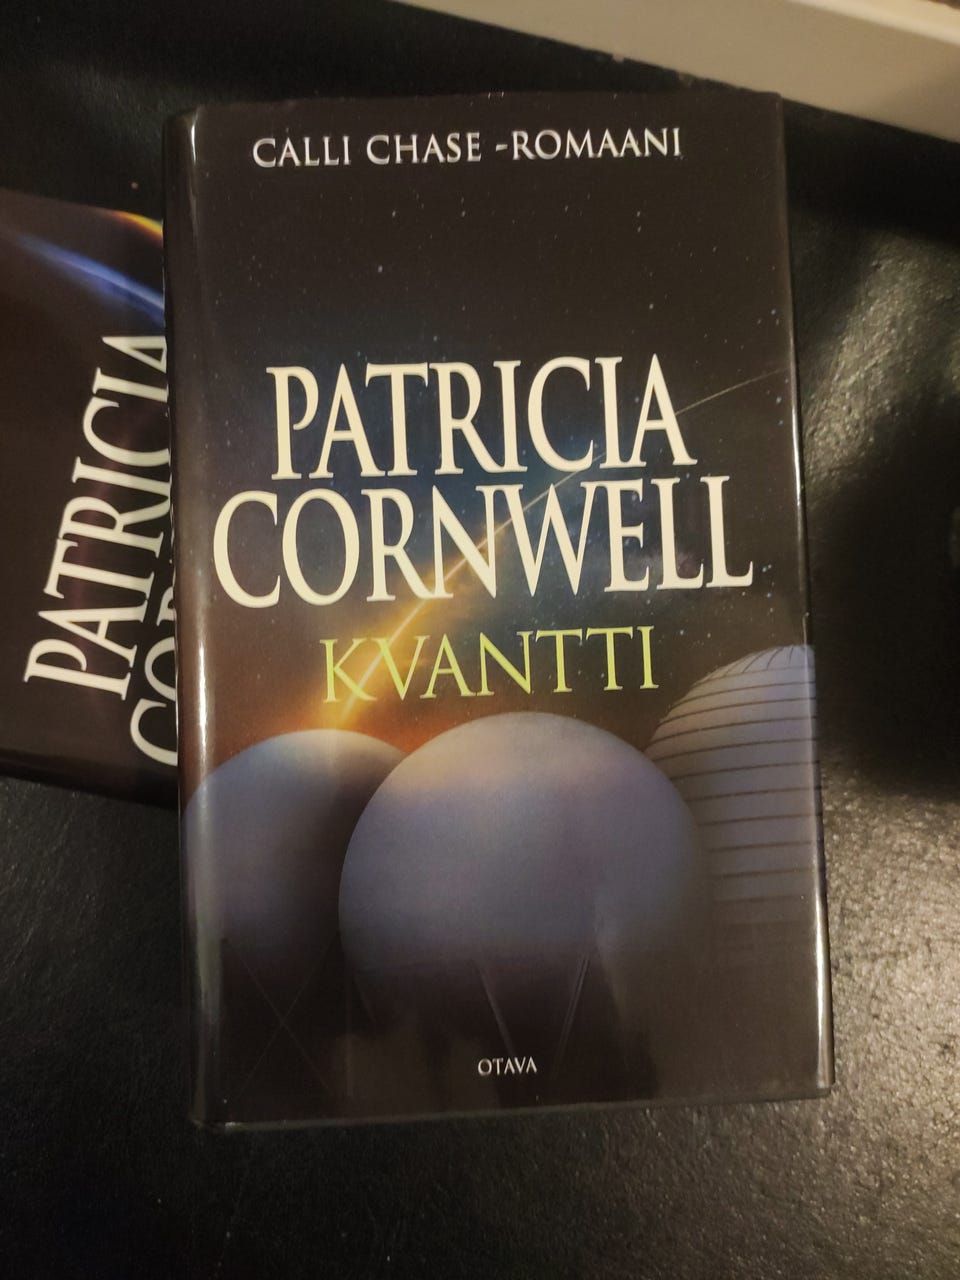 CALLI CHASE -ROMAANI
PATRICIA
CORNWELL
KVANTTI
OTAVA
PATRICIA